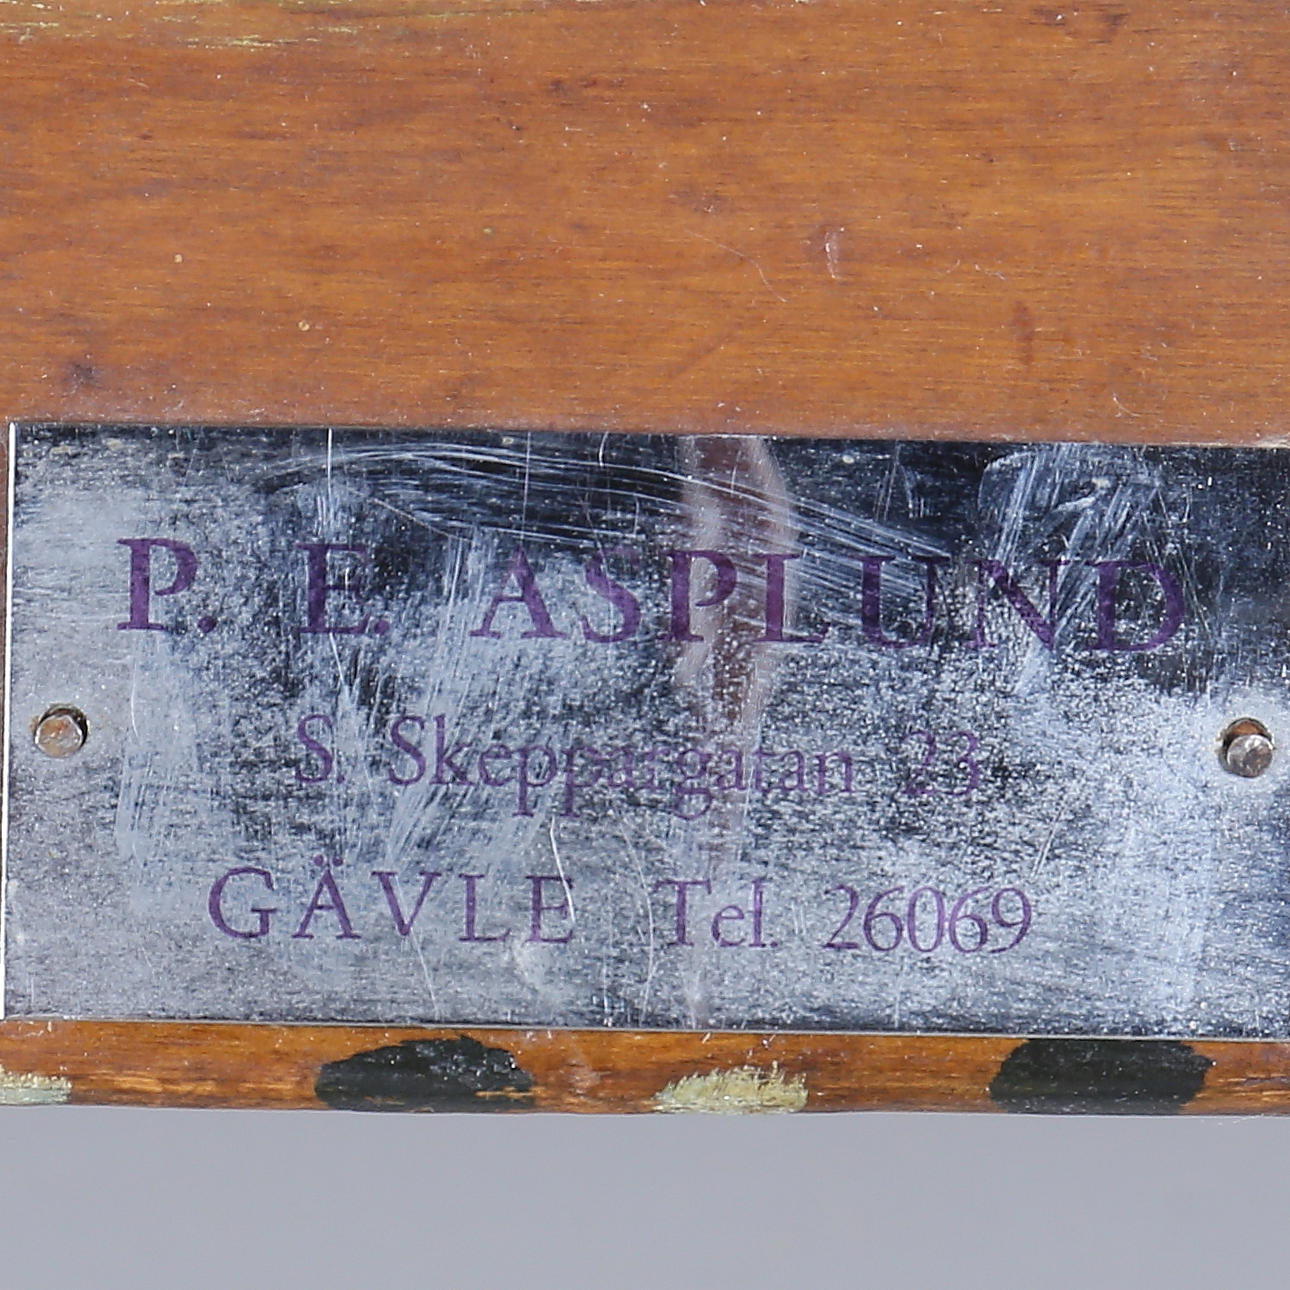 P. E. ASPLUND
S. Skeppargatan 23
GÄVLE Tel. 26069